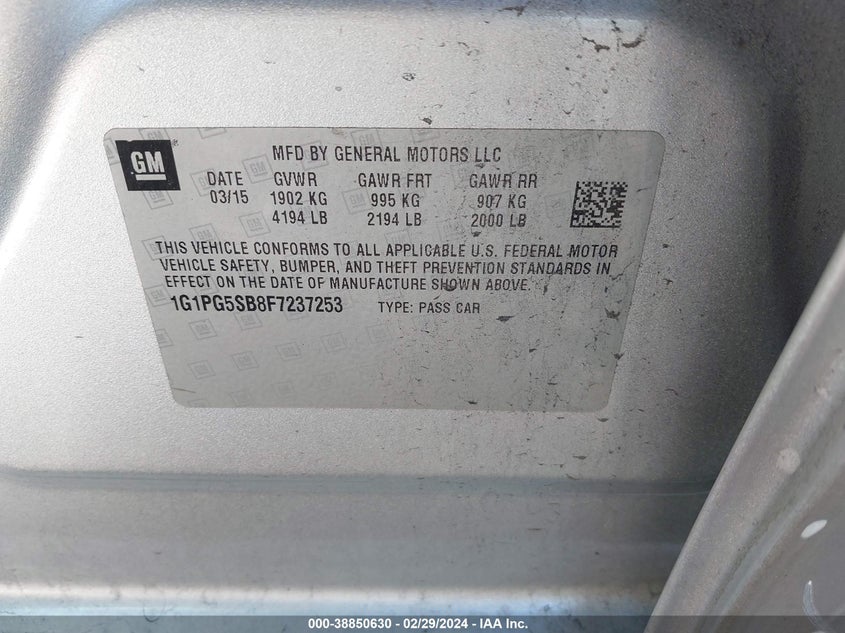 GM
MFD BY GENERAL MOTORS LLC
DATE GVWR GAWR FRT GAWR RR
03/15 1902 KG 995 KG 907 KG
4194 LB 2194 LB 2000 LB
THIS VEHICLE CONFORMS TO ALL APPLICABLE U.S. FEDERAL MOTOR
VEHICLE SAFETY, BUMPER, AND THEFT PREVENTION STANDARDS IN
EFFECT ON THE DATE OF MANUFACTURE SHOWN ABOVE.
1G1PG5SB8F7237253 TYPE: PASS CAR
000-38850630 - 02/29/2024 - IAA Inc.